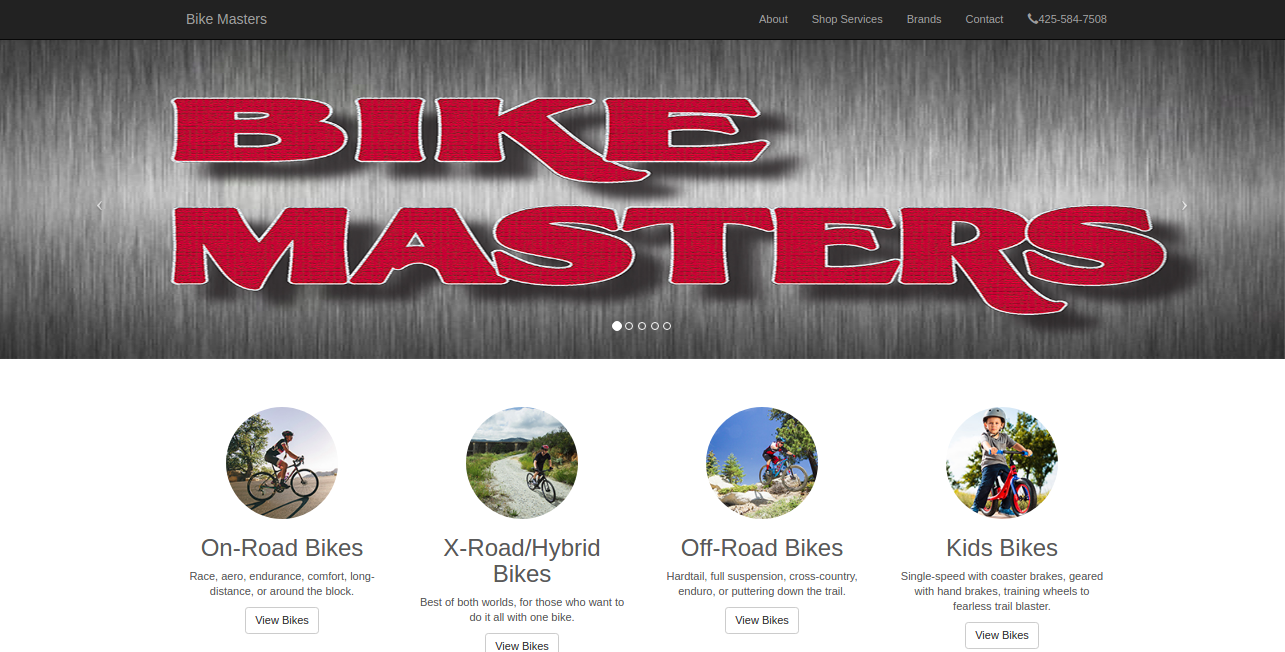 Bike Masters About Shop Services Brands Contact 425-584-7508
BIKE
MASTERS
On-Road Bikes
Race, aero, endurance, comfort, long-
distance, or around the block.
View Bikes
X-Road/Hybrid
Bikes
Best of both worlds, for those who want to
do it all with one bike.
View Bikes
Off-Road Bikes
Hardtail, full suspension, cross-country,
enduro, or puttering down the trail.
View Bikes
Kids Bikes
Single-speed with coaster brakes, geared
with hand brakes, training wheels to
fearless trail blaster.
View Bikes